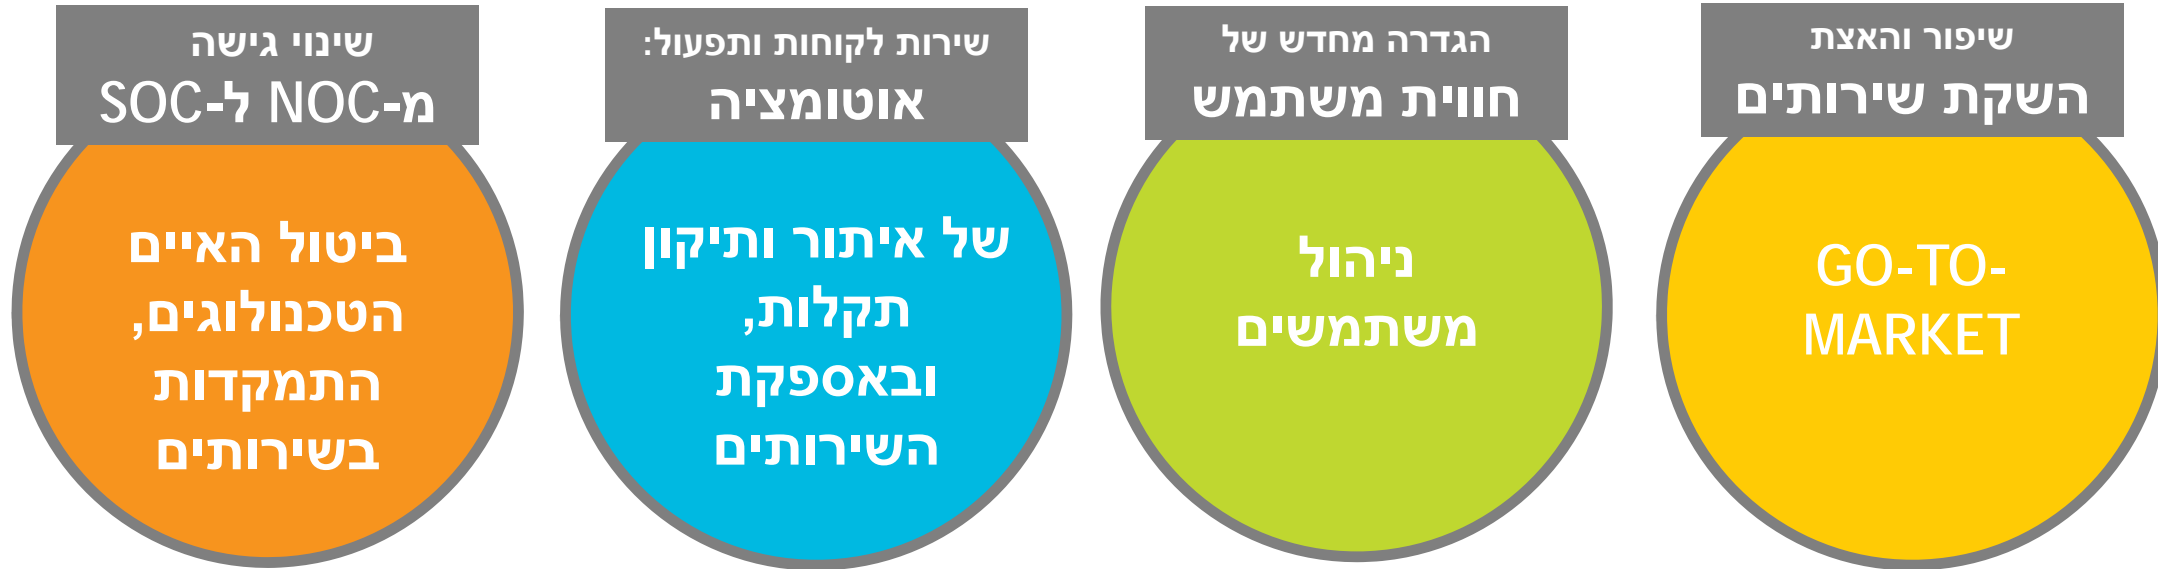 שיפור והאצת
השקת שירותים
GO-TO-
MARKET
הגדרה מחדש של
חווית משתמש
ניהול
משתמשים
שירות לקוחות ותפעול:
אוטומציה
של איתור ותיקון
תקלות,
ובאספקת
השירותים
שינוי גישה
מ-NOC ל-SOC
ביטול האיים
הטכנולוגים,
התמקדות
בשירותים